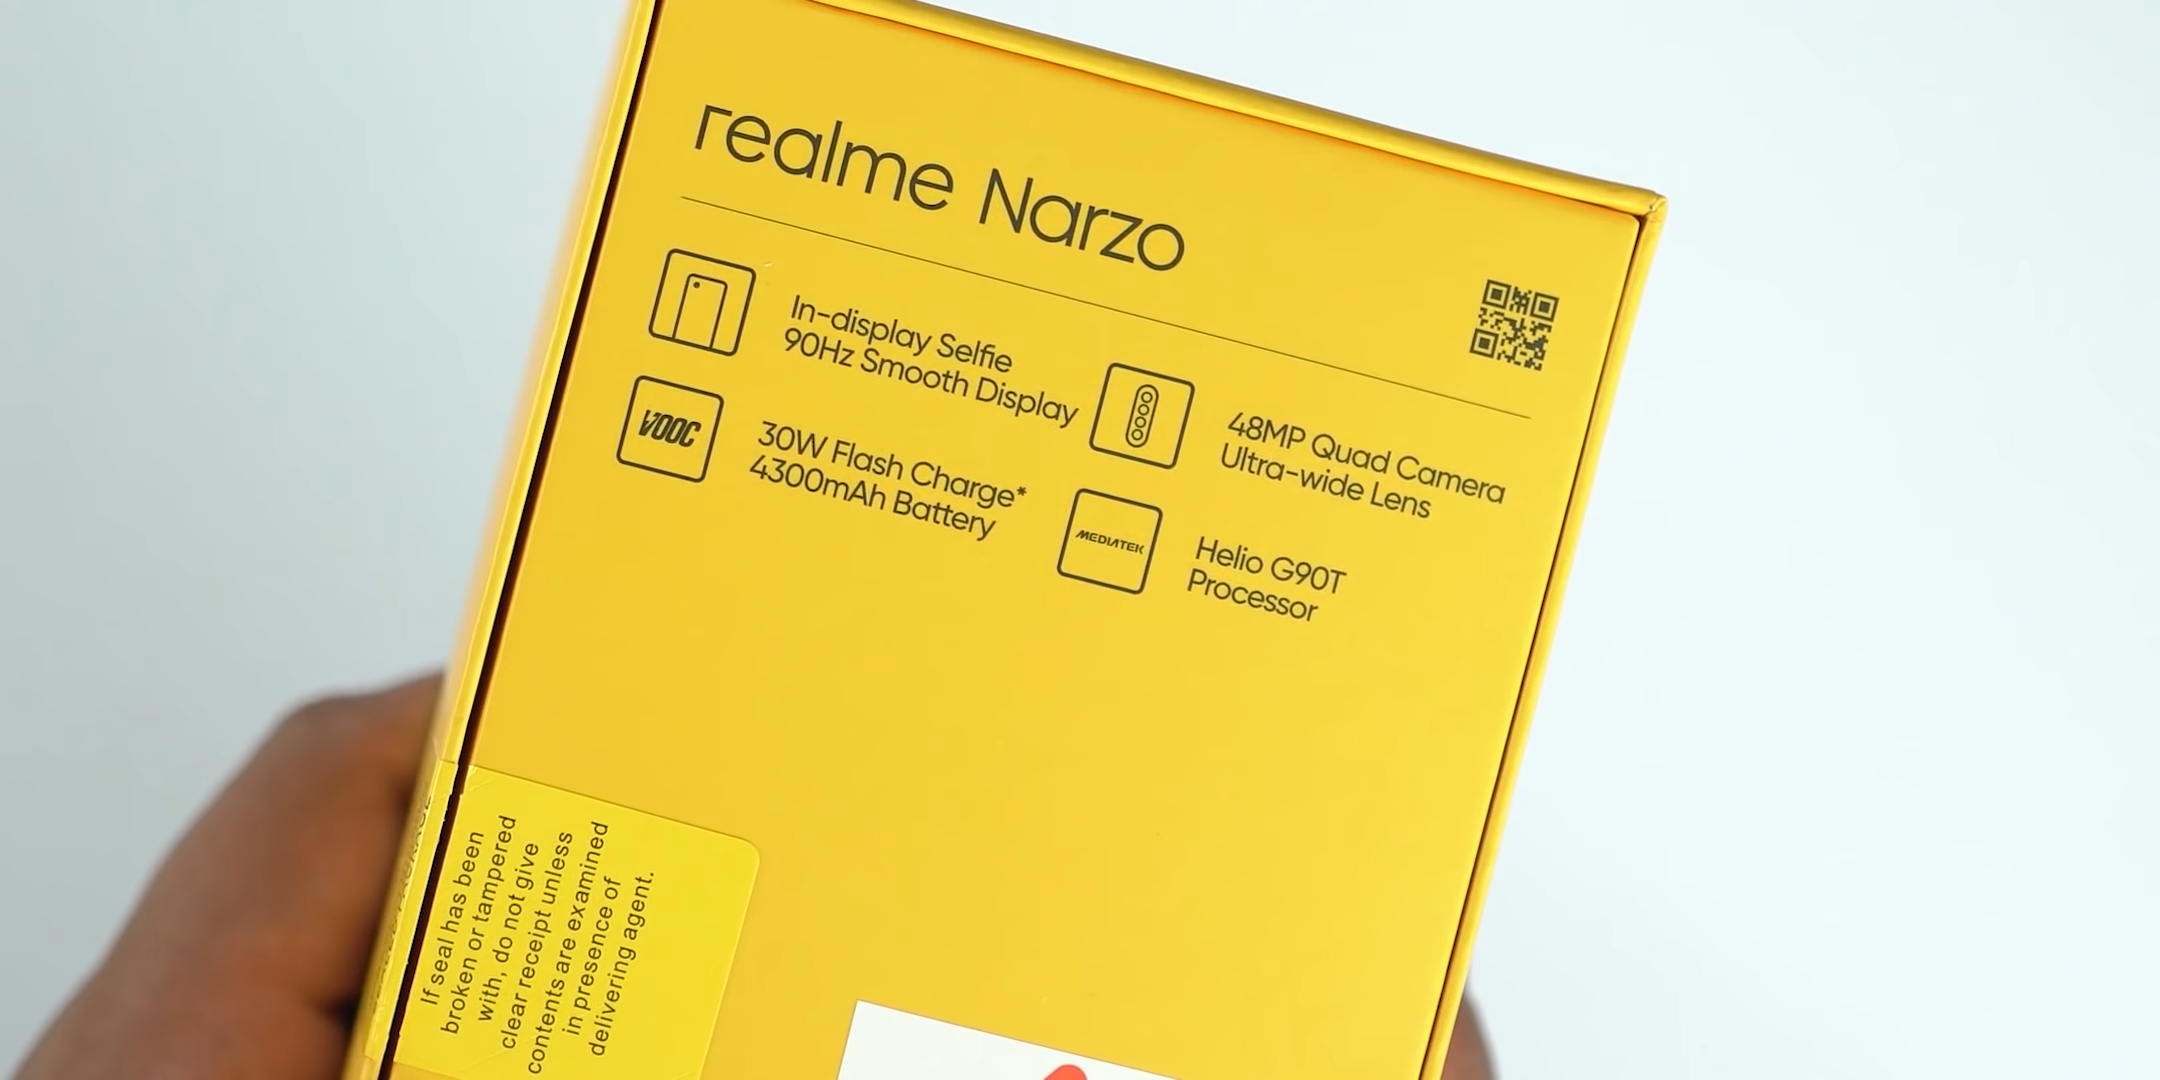 realme Narzo
In-display Selfie
90Hz Smooth Display
48MP Quad Camera
Ultra-wide Lens
VOOC
30W Flash Charge*
4300mAh Battery
MEDIATEK
Helio G90T
Processor
If seal has been
broken or tampered
with, do not give
clear receipt unless
contents are examined
in presence of
delivering agent.